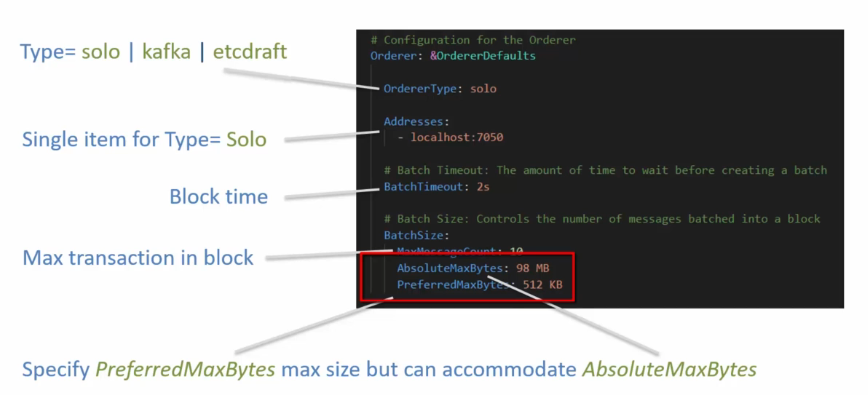 Type= solo | kafka | etcdraft
Single item for Type= Solo
Block time
Max transaction in block
# Configuration for the Orderer
Orderer: &OrdererDefaults
OrdererType: solo
Addresses:
- localhost:7050
# Batch Timeout: The amount of time to wait before creating a batch
BatchTimeout: 2s
# Batch Size: Controls the number of messages batched into a block
BatchSize:
MaxMessageCount: 10
AbsoluteMaxBytes: 98 MB
PreferredMaxBytes: 512 KB
Specify PreferredMaxBytes max size but can accommodate AbsoluteMaxBytes